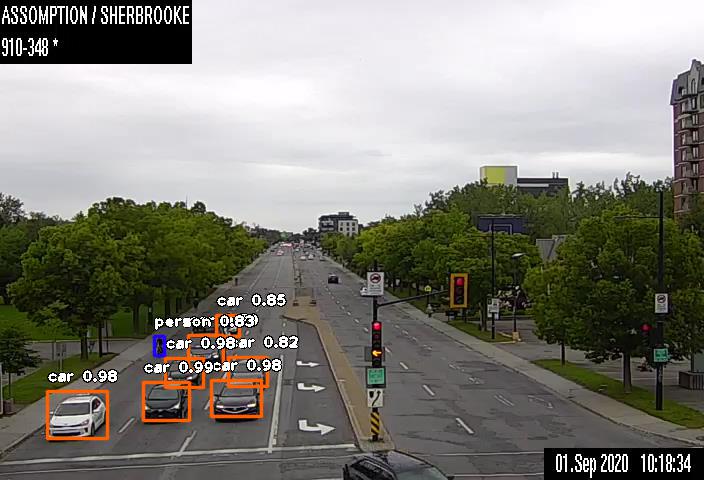 ASSOMPTION / SHERBROOKE
910-348 *
car 0.85
person 0.83
car 0.98
car 0.82
car 0.99
car 0.98
car 0.98
01.Sep 2020 10:18:34